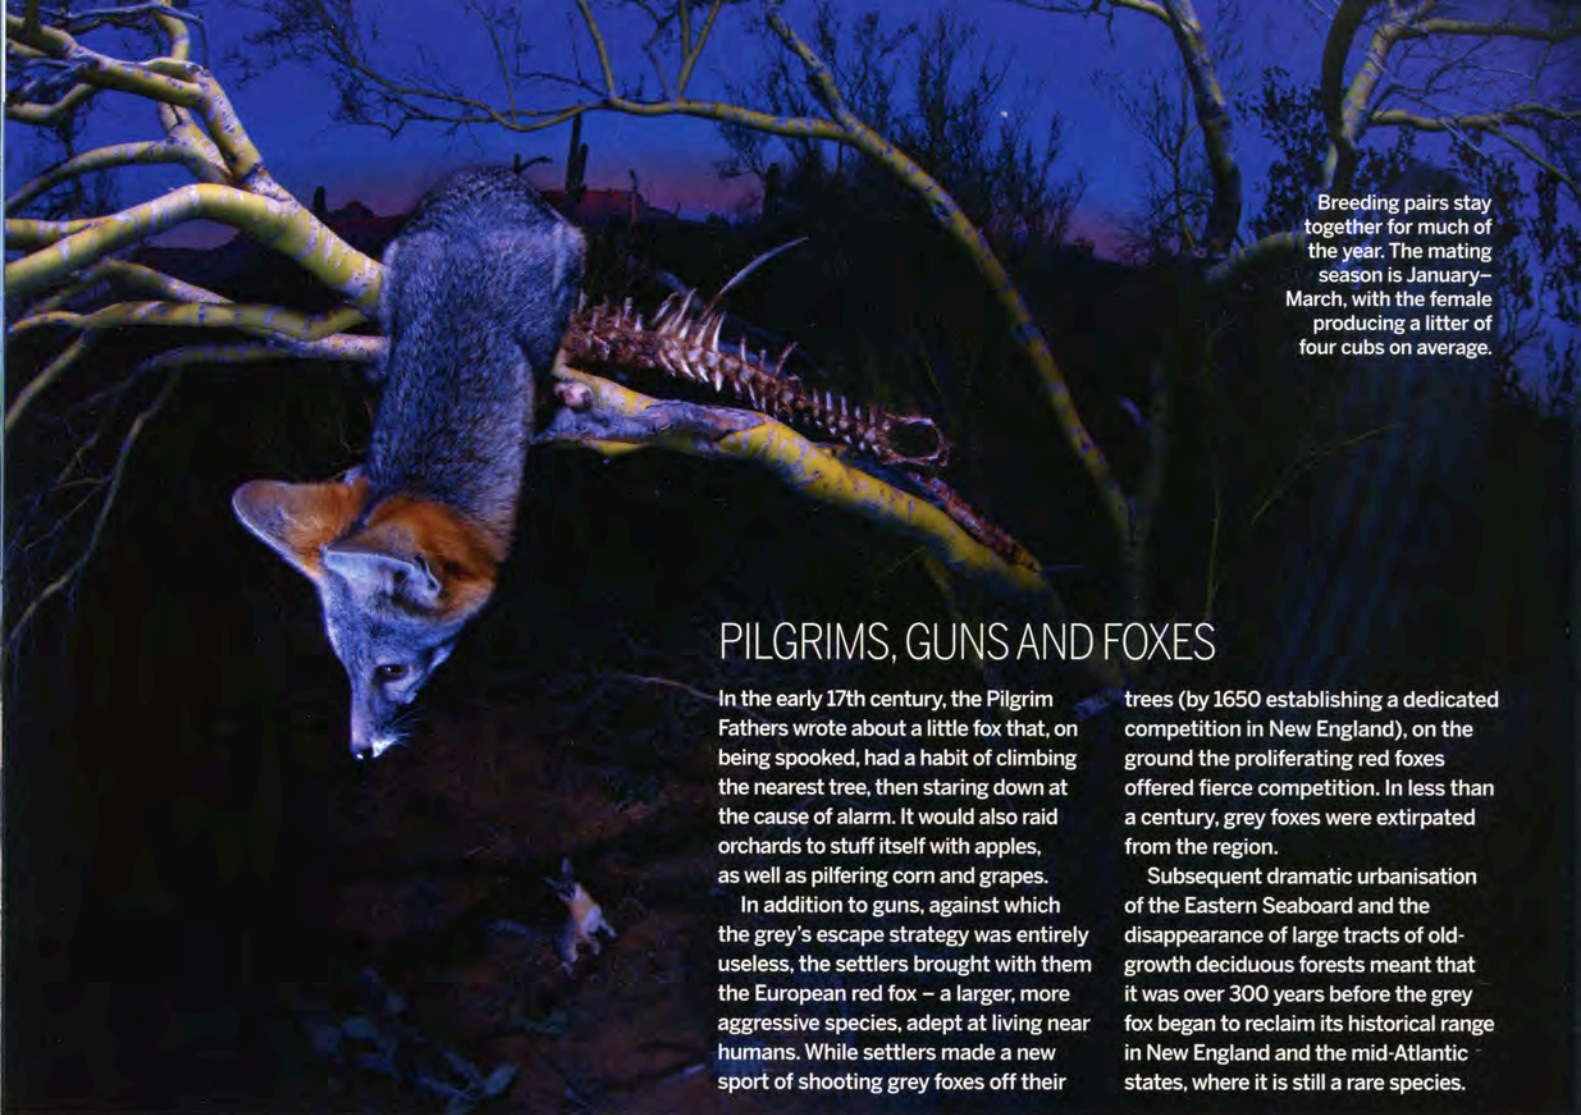 Breeding pairs stay
together for much of
the year. The mating
season is January–
March, with the female
producing a litter of
four cubs on average.
PILGRIMS, GUNS AND FOXES
In the early 17th century, the Pilgrim
Fathers wrote about a little fox that, on
being spooked, had a habit of climbing
the nearest tree, then staring down at
the cause of alarm. It would also raid
orchards to stuff itself with apples,
as well as pilfering corn and grapes.
In addition to guns, against which
the grey's escape strategy was entirely
useless, the settlers brought with them
the European red fox – a larger, more
aggressive species, adept at living near
humans. While settlers made a new
sport of shooting grey foxes off their
trees (by 1650 establishing a dedicated
competition in New England), on the
ground the proliferating red foxes
offered fierce competition. In less than
a century, grey foxes were extirpated
from the region.
Subsequent dramatic urbanisation
of the Eastern Seaboard and the
disappearance of large tracts of old-
growth deciduous forests meant that
it was over 300 years before the grey
fox began to reclaim its historical range
in New England and the mid-Atlantic
states, where it is still a rare species.